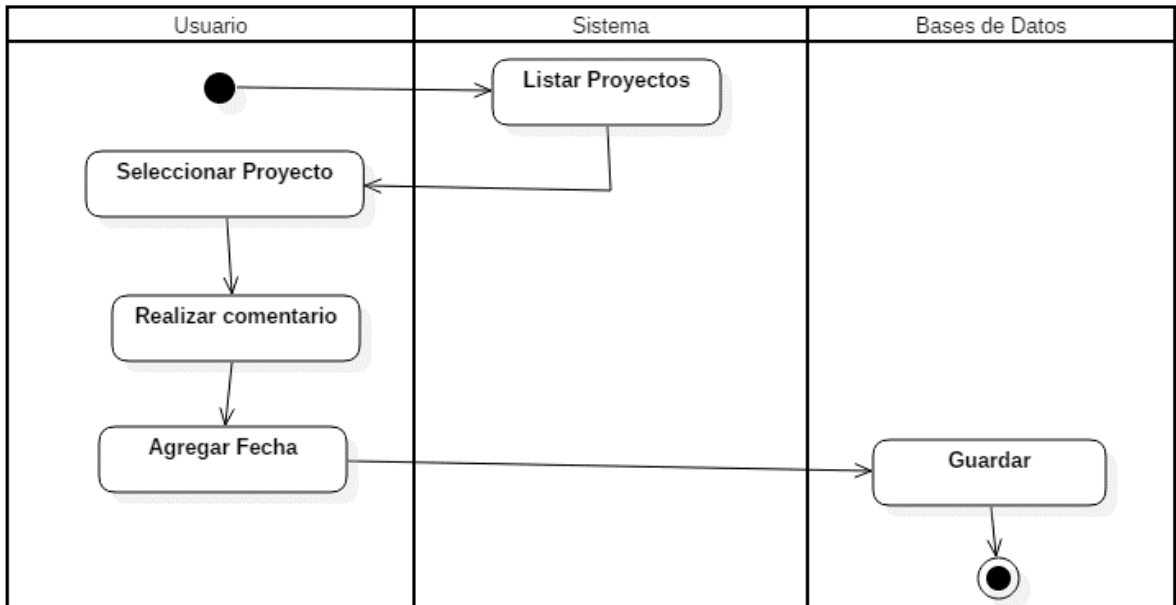 Usuario
Sistema
Bases de Datos
Listar Proyectos
Seleccionar Proyecto
Realizar comentario
Agregar Fecha
Guardar